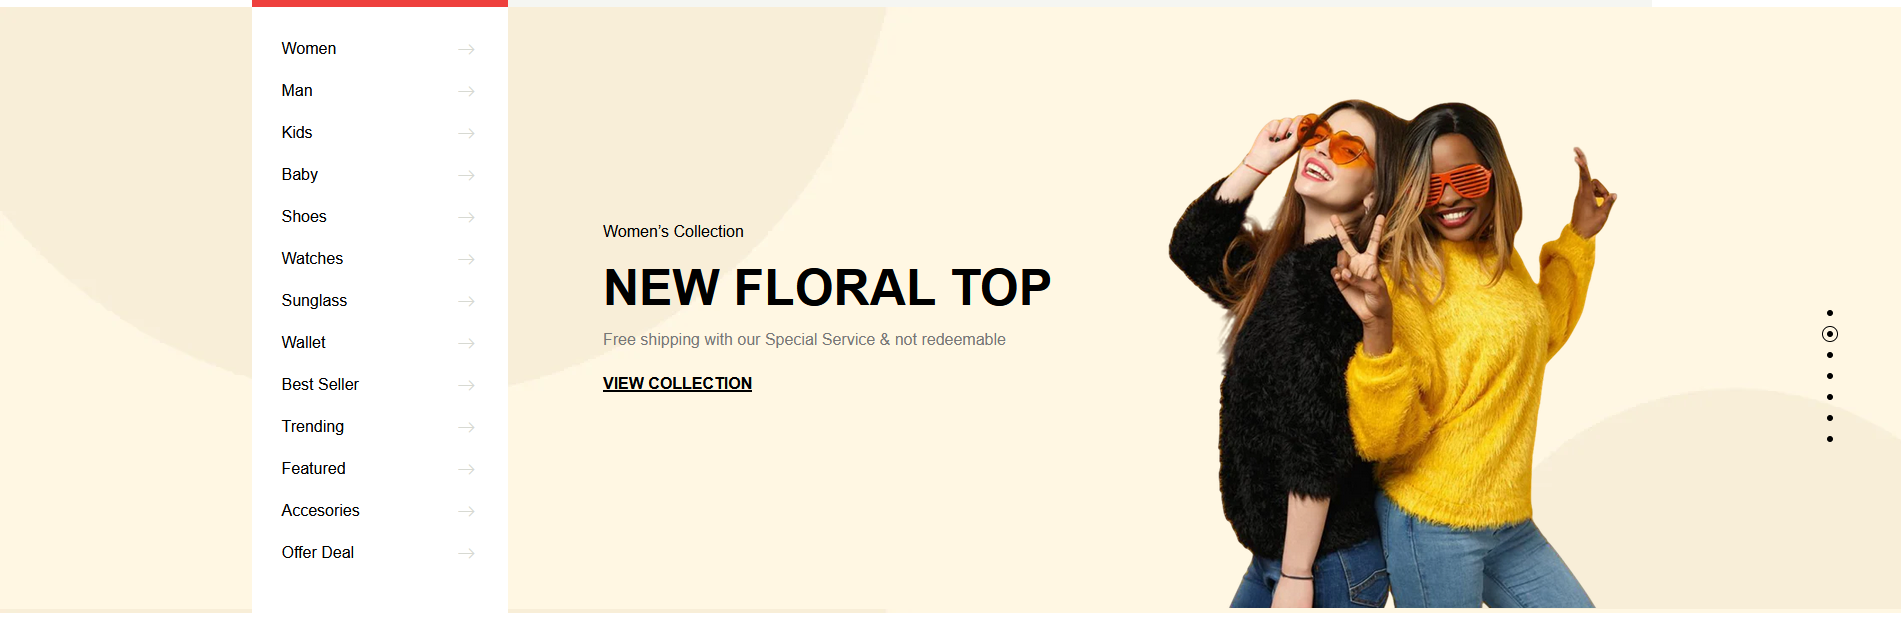 Women
Man
Kids
Baby
Shoes
Watches
Sunglass
Wallet
Best Seller
Trending
Featured
Accesories
Offer Deal
Women’s Collection
NEW FLORAL TOP
Free shipping with our Special Service & not redeemable
VIEW COLLECTION